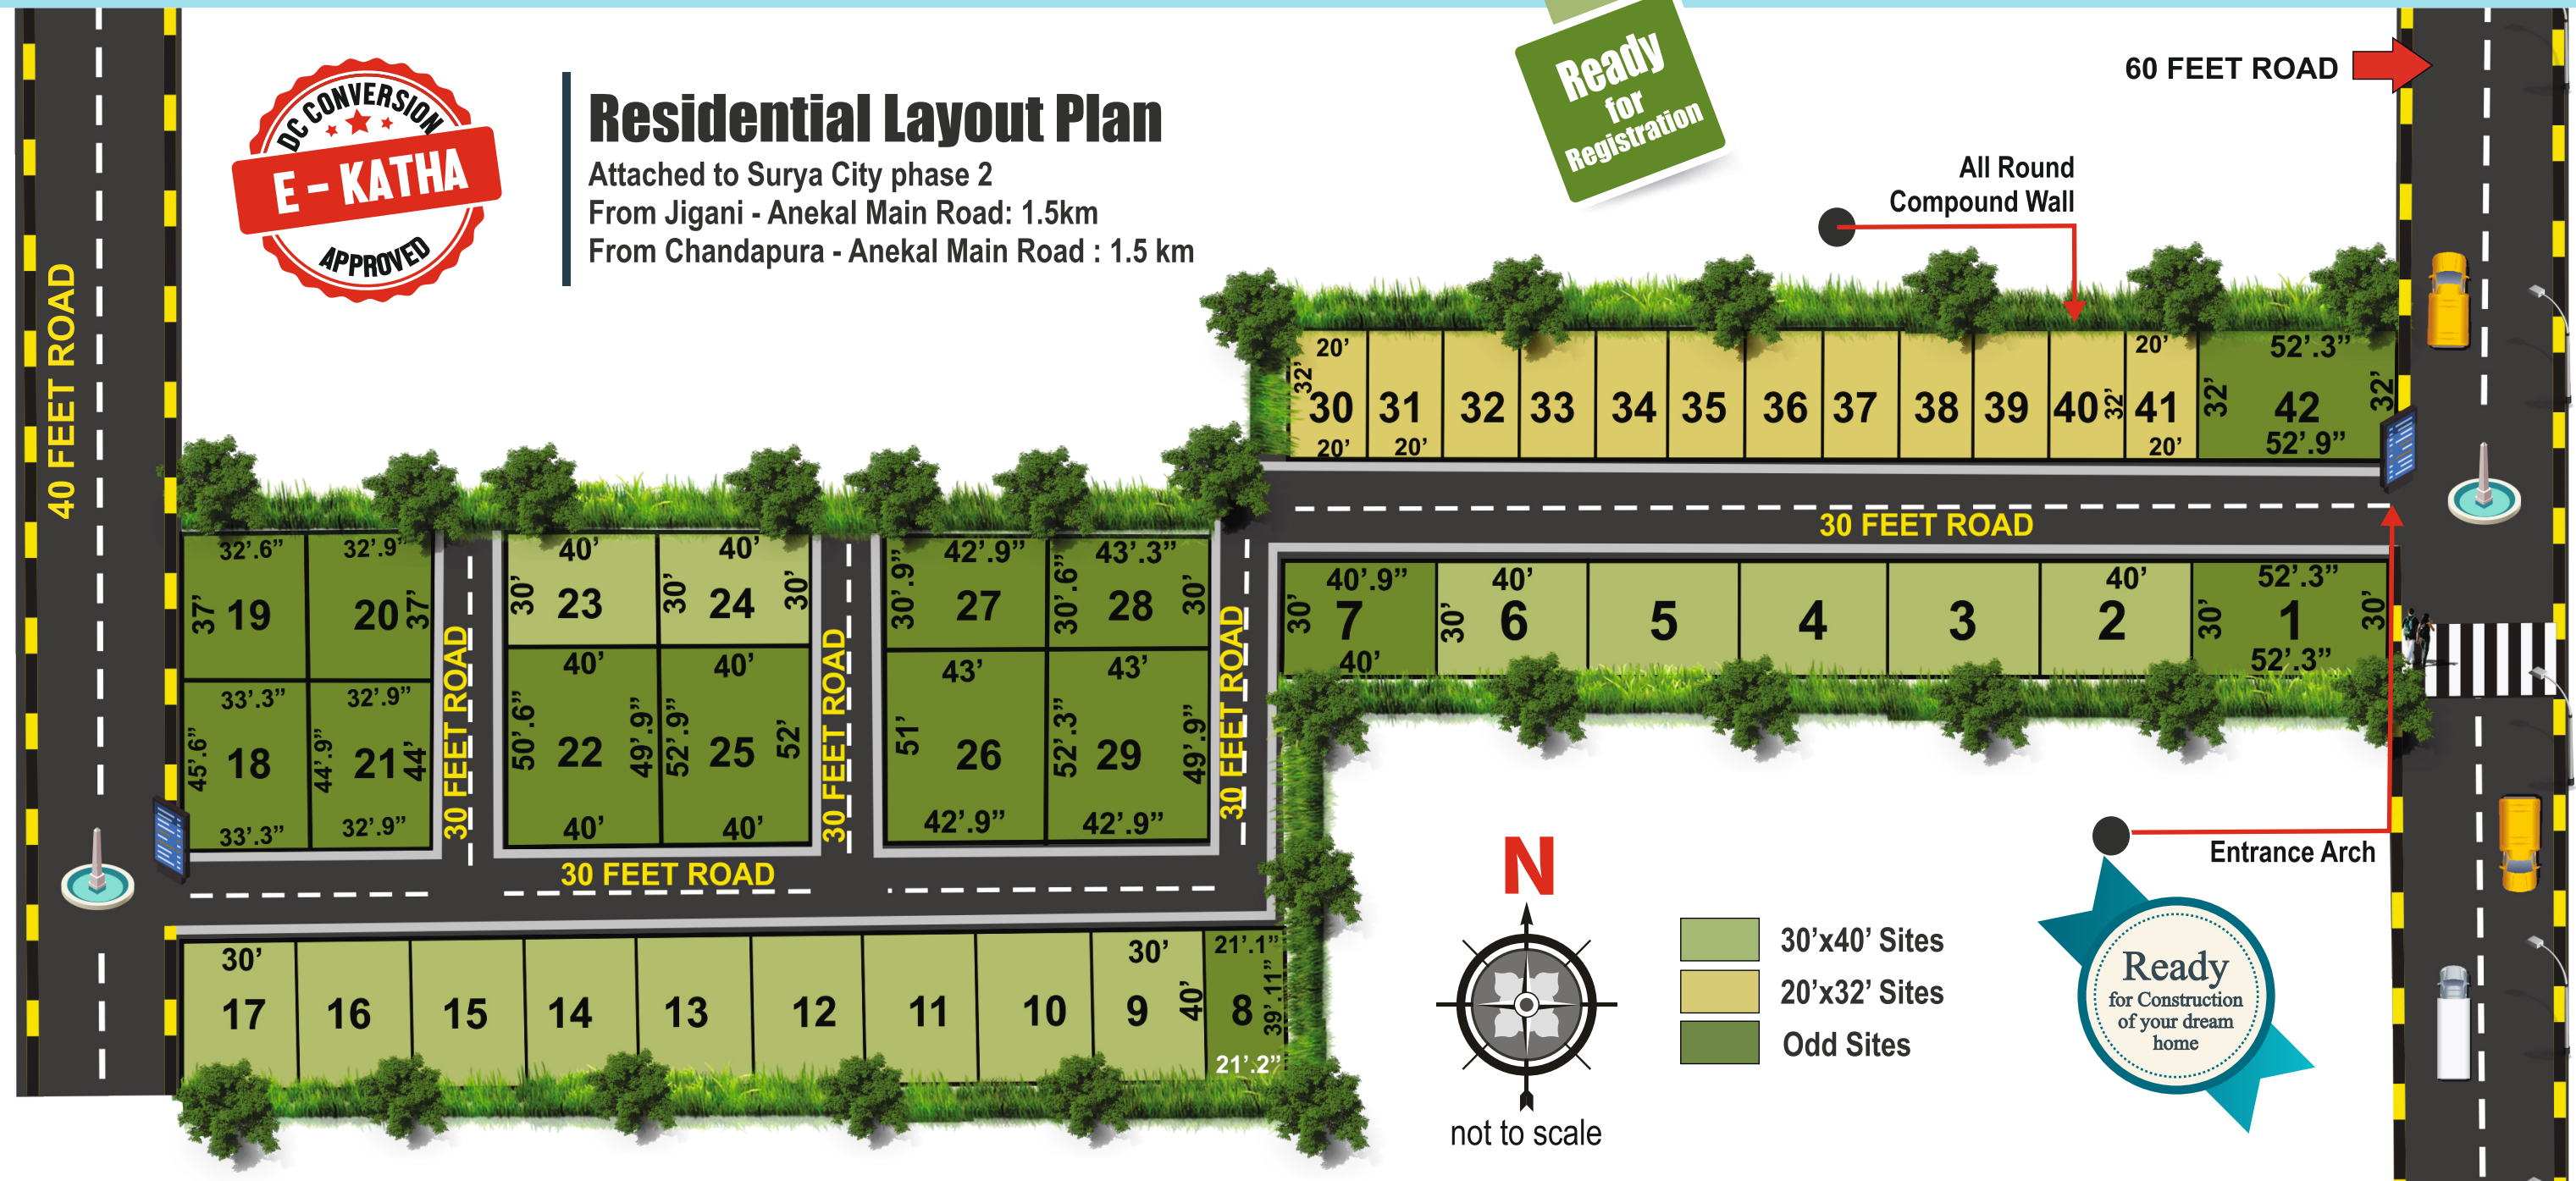 DC CONVERSION
E – KATHA
APPROVED
Residential Layout Plan
Attached to Surya City phase 2
From Jigani - Anekal Main Road: 1.5km
From Chandapura - Anekal Main Road : 1.5 km
Ready
for
Registration
60 FEET ROAD
All Round
Compound Wall
40 FEET ROAD
20’
20’
52’.3”
32’
30 31 32 33 34 35 36 37 38 39 40 32’ 41 32’ 42 32’
20’
20’
20’
52’.9”
30 FEET ROAD
32’.6” 32’.9”
37’ 19 20 37’
33’.3” 32’.9”
45’.6” 18 44’.9” 21 44’
33’.3” 32’.9”
30 FEET ROAD
40’ 40’
30’ 23 30’ 24 30’
40’ 40’
50’.6” 22 49’.9” 52’.9” 25 52’
40’ 40’
30 FEET ROAD
42’.9” 43’.3”
30’.9” 27 30’.6” 28 30’
43’ 43’
51’ 26 52’.3” 29 49’.9”
42’.9” 42’.9”
30 FEET ROAD
40’.9” 40’ 40’ 52’.3”
30’ 7 30’ 6 5 4 3 2 30’ 1 30’
40’ 52’.3”
30 FEET ROAD
30’ 30’ 21’.1”
17 16 15 14 13 12 11 10 9 40’ 8 39’.11”
21’.2”
Entrance Arch
N
not to scale
30’x40’ Sites
20’x32’ Sites
Odd Sites
Ready
for Construction
of your dream
home